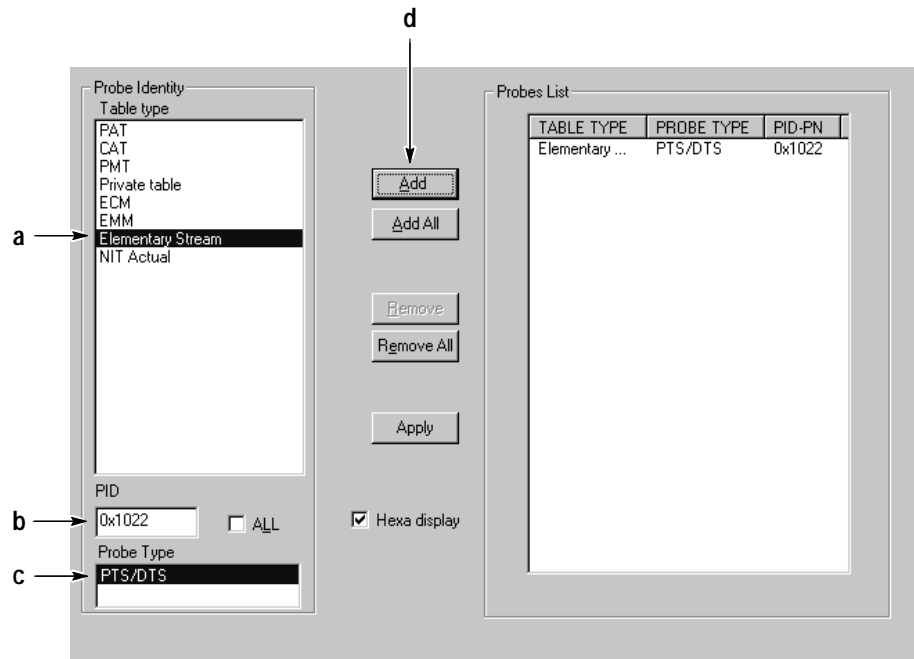 d
Probe Identity
Table type
PAT
CAT
PMT
Private table
ECM
EMM
a
Elementary Stream
NIT Actual
PID
b
0x1022
ALL
Probe Type
c
PTS/DTS
Add
Add All
Remove
Remove All
Apply
Hexa display
Probes List
TABLE TYPE PROBE TYPE PID-PN
Elementary ... PTS/DTS 0x1022